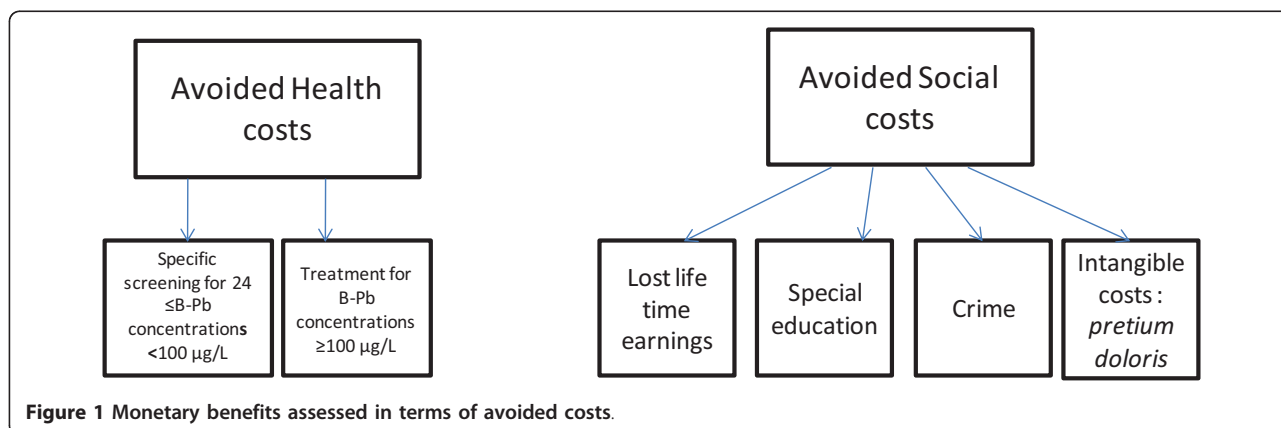 Avoided Health
costs
Avoided Social
costs
Specific
screening for 24
≤B-Pb
concentrations
<100 µg/L
Treatment for
B-Pb
concentrations
≥100 µg/L
Lost life
time
earnings
Special
education
Crime
Intangible
costs :
pretium
doloris
Figure 1 Monetary benefits assessed in terms of avoided costs.